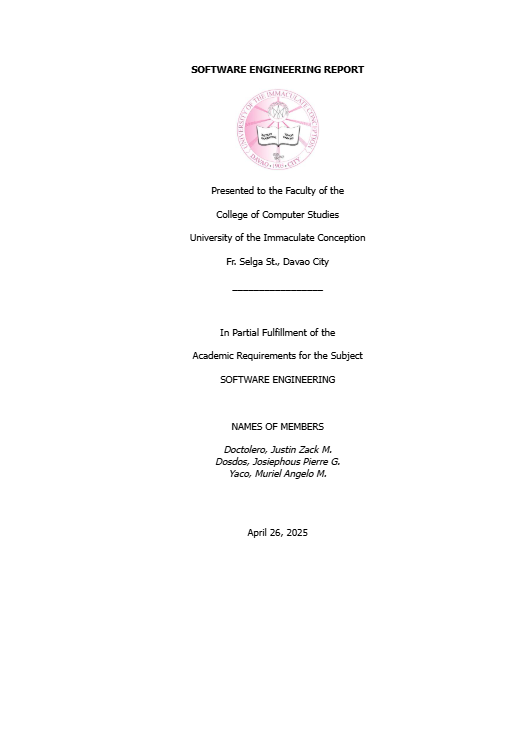 SOFTWARE ENGINEERING REPORT
UNIVERSITY OF THE IMMACULATE CONCEPTION
DAVAO • 1905 • CITY
Presented to the Faculty of the
College of Computer Studies
University of the Immaculate Conception
Fr. Selga St., Davao City
__________________
In Partial Fulfillment of the
Academic Requirements for the Subject
SOFTWARE ENGINEERING
NAMES OF MEMBERS
Doctolero, Justin Zack M.
Dosdos, Josiephous Pierre G.
Yaco, Muriel Angelo M.
April 26, 2025